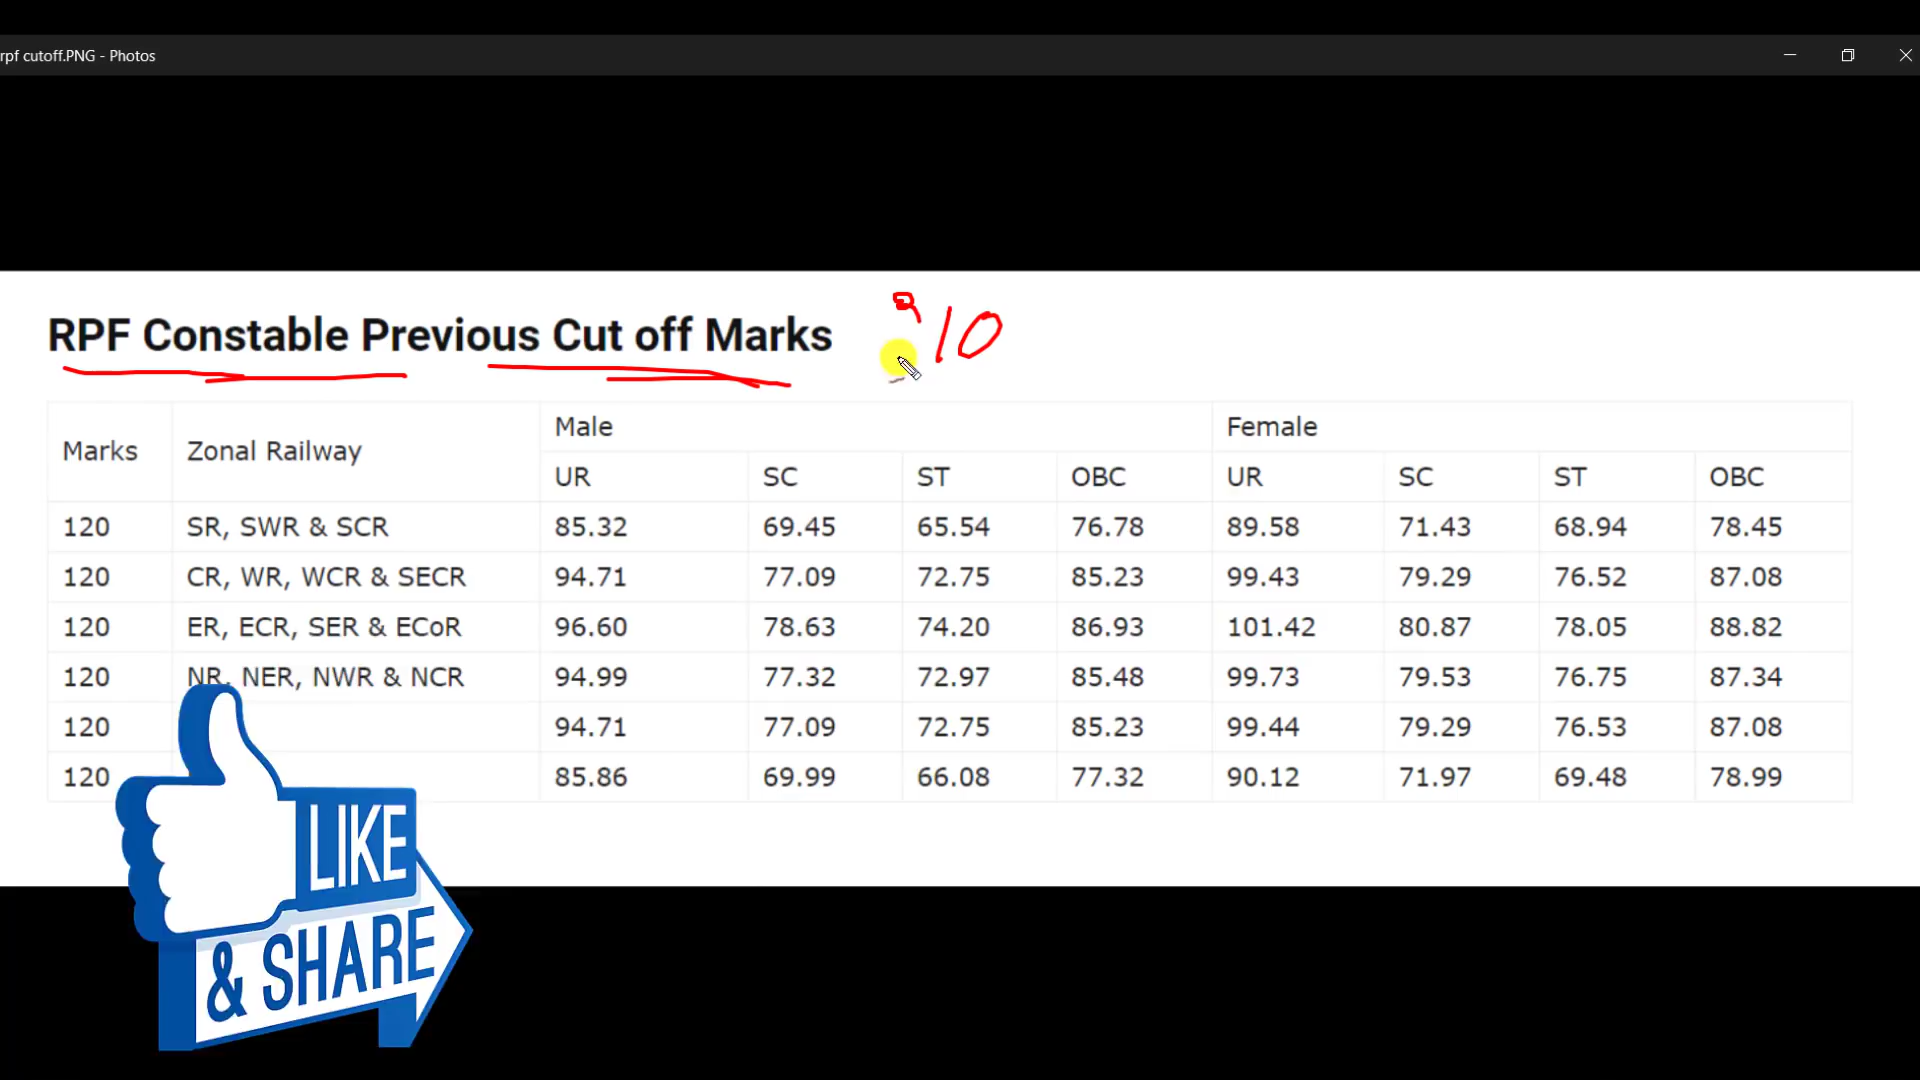 rpf cutoff.PNG - Photos
RPF Constable Previous Cut off Marks
10
Marks Zonal Railway Male Female
UR SC ST OBC UR SC ST OBC
120 SR, SWR & SCR 85.32 69.45 65.54 76.78 89.58 71.43 68.94 78.45
120 CR, WR, WCR & SECR 94.71 77.09 72.75 85.23 99.43 79.29 76.52 87.08
120 ER, ECR, SER & ECoR 96.60 78.63 74.20 86.93 101.42 80.87 78.05 88.82
120 NR, NER, NWR & NCR 94.99 77.32 72.97 85.48 99.73 79.53 76.75 87.34
120 94.71 77.09 72.75 85.23 99.44 79.29 76.53 87.08
120 85.86 69.99 66.08 77.32 90.12 71.97 69.48 78.99
LIKE
& SHARE